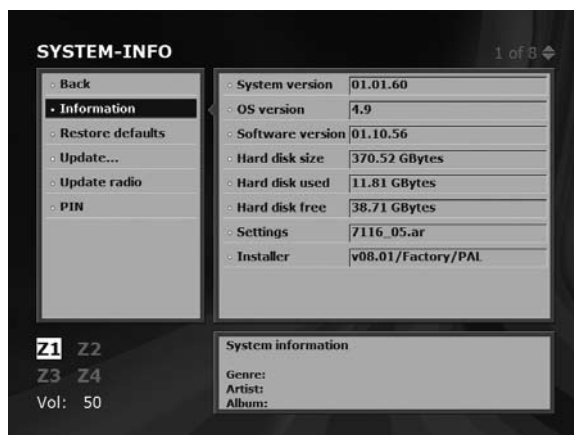 SYSTEM-INFO
1 of 8
Back
Information
Restore defaults
Update...
Update radio
PIN
System version 01.01.60
OS version 4.9
Software version 01.10.56
Hard disk size 370.52 GBytes
Hard disk used 11.81 GBytes
Hard disk free 38.71 GBytes
Settings 7116_05.ar
Installer v08.01/Factory/PAL
Z1 Z2
Z3 Z4
Vol: 50
System information
Genre:
Artist:
Album: